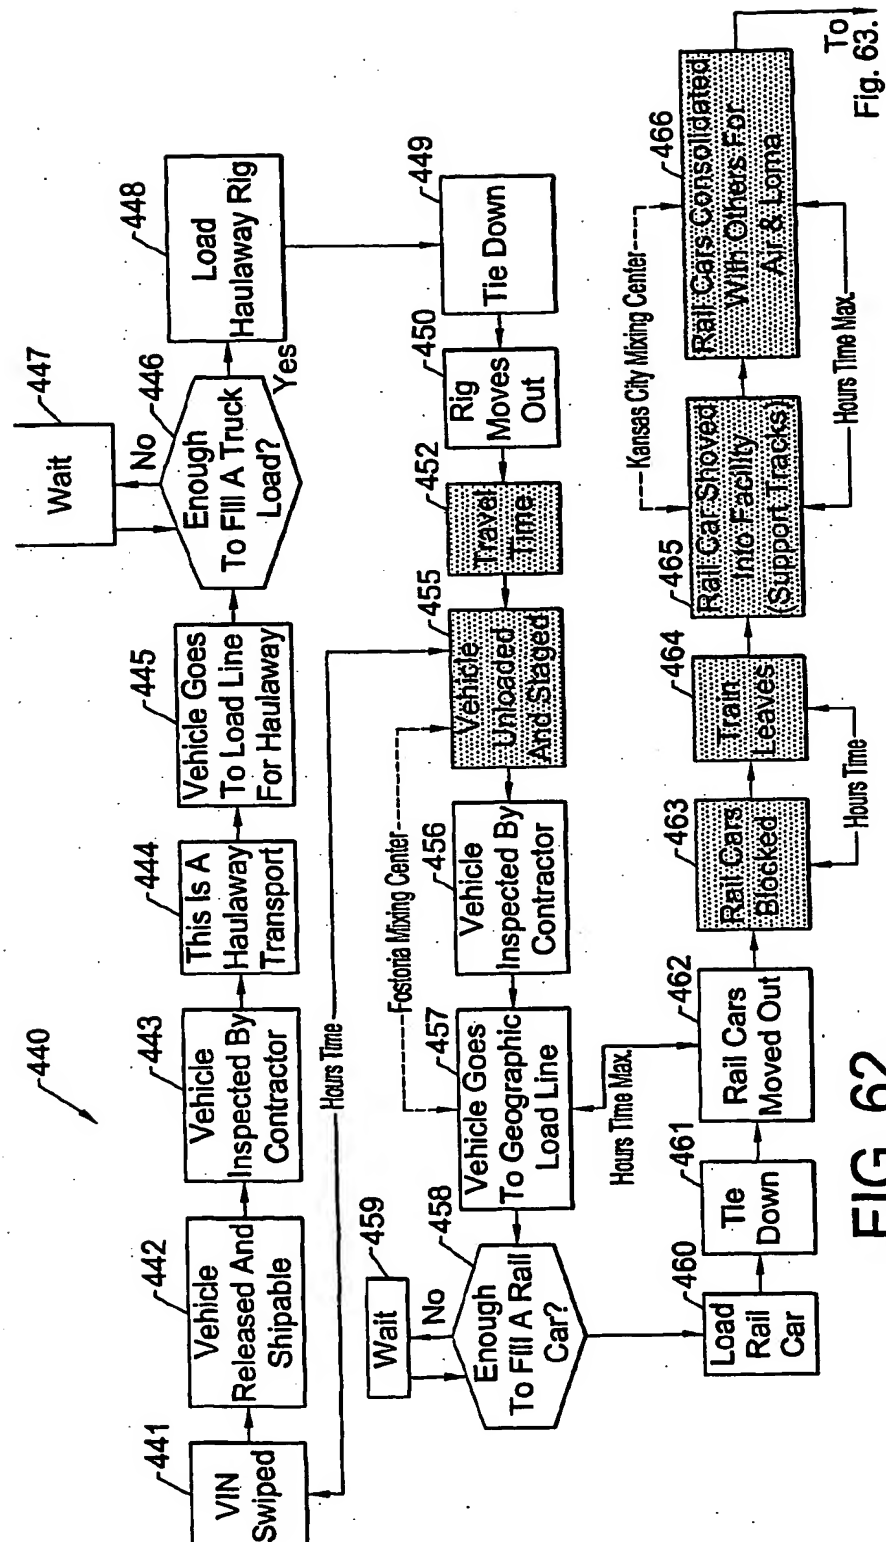 440
441
VIN
Swiped
442
Vehicle
Released And
Shipable
443
Vehicle
Inspected By
Contractor
444
This Is A
Haulaway
Transport
445
Vehicle Goes
To Load Line
For Haulaway
446
Enough
To Fill A Truck
Load?
No
447
Wait
Yes
448
Load
Haulaway Rig
Hours Time
449
Tie Down
450
Rig
Moves
Out
452
Travel
Time
455
Vehicle
Unloaded
And Staged
Fostoria Mixing Center
456
Vehicle
Inspected By
Contractor
457
Vehicle Goes
To Geographic
Load Line
458
Enough
To Fill A Rail
Car?
No
459
Wait
Hours Time Max.
460
Load
Rail
Car
461
Tie
Down
462
Rail Cars
Moved Out
463
Rail Cars
Blocked
464
Train
Leaves
Hours Time
465
Rail Car Shoved
Into Facility
(Support Tracks)
Kansas City Mixing Center
466
Rail Cars Consolidated
With Others For
Air & Loma
Hours Time Max.
To
Fig. 63.
FIG. 62